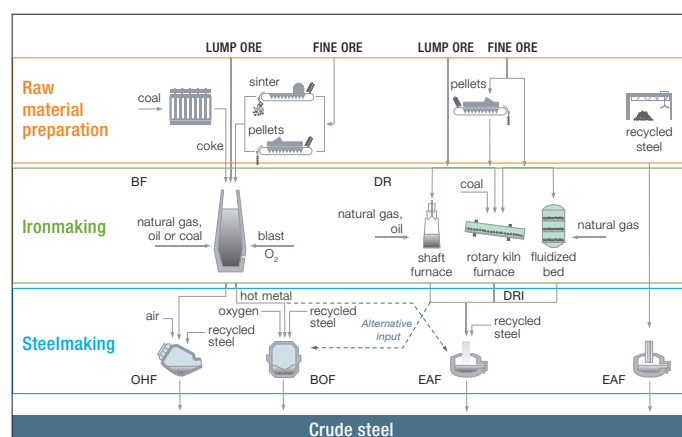 LUMP ORE
FINE ORE
LUMP ORE
FINE ORE
Raw
material
preparation
coal
sinter
pellets
coke
pellets
recycled
steel
Ironmaking
BF
natural gas,
oil or coal
blast
O₂
DR
coal
natural gas,
oil
natural gas
shaft
furnace
rotary kiln
furnace
fluidized
bed
Steelmaking
hot metal
DRI
air
oxygen
recycled
steel
recycled
steel
Alternative
input
recycled
steel
OHF
BOF
EAF
EAF
Crude steel